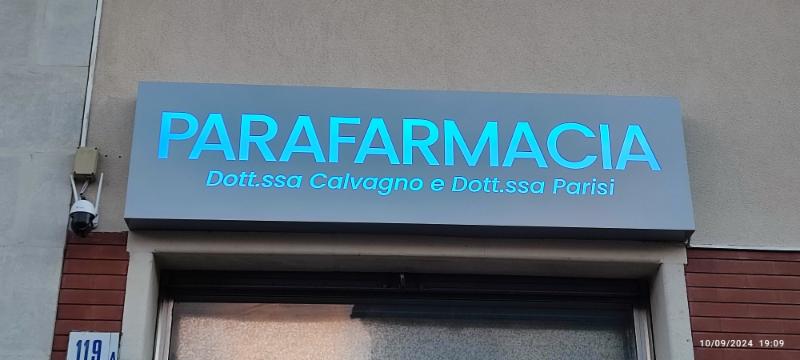 PARAFARMACIA
Dott.ssa Calvagno e Dott.ssa Parisi
119 A
10/09/2024 19:09